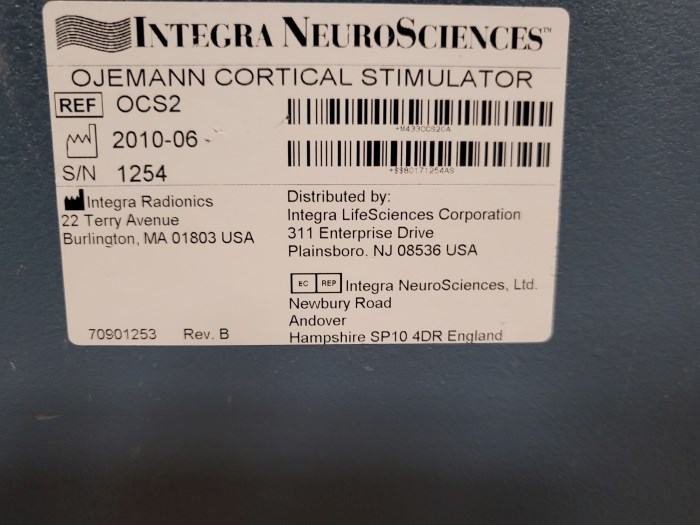 INTEGRA NEUROSCIENCES™
OJEMANN CORTICAL STIMULATOR
REF OCS2
2010-06
S/N 1254
+M43300S20A
+$$80171254AS
Integra Radionics
22 Terry Avenue
Burlington, MA 01803 USA
Distributed by:
Integra LifeSciences Corporation
311 Enterprise Drive
Plainsboro, NJ 08536 USA
EC REP Integra NeuroSciences, Ltd.
Newbury Road
Andover
Hampshire SP10 4DR England
70901253 Rev. B